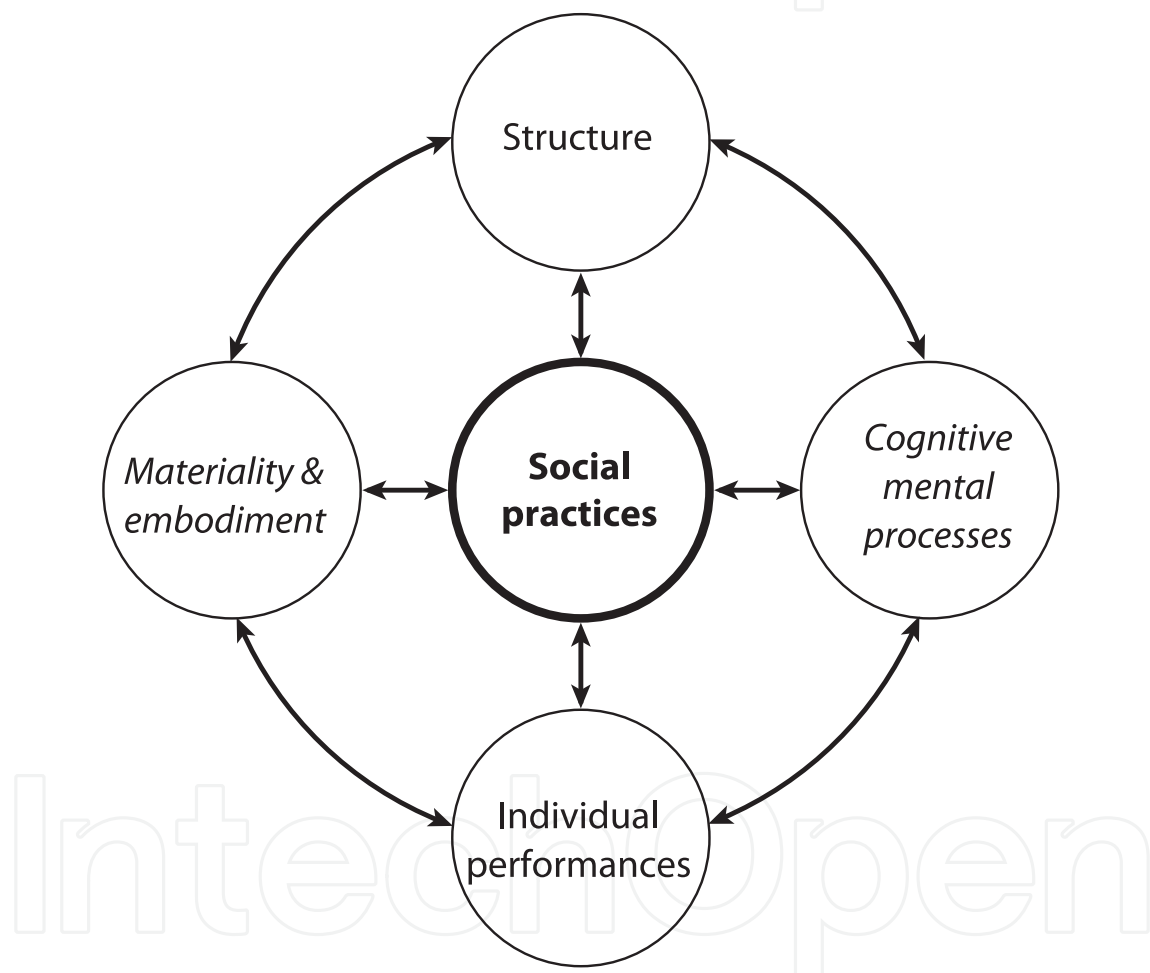 Structure
Materiality &
embodiment
Social
practices
Cognitive
mental
processes
Individual
performances
IntechOpen